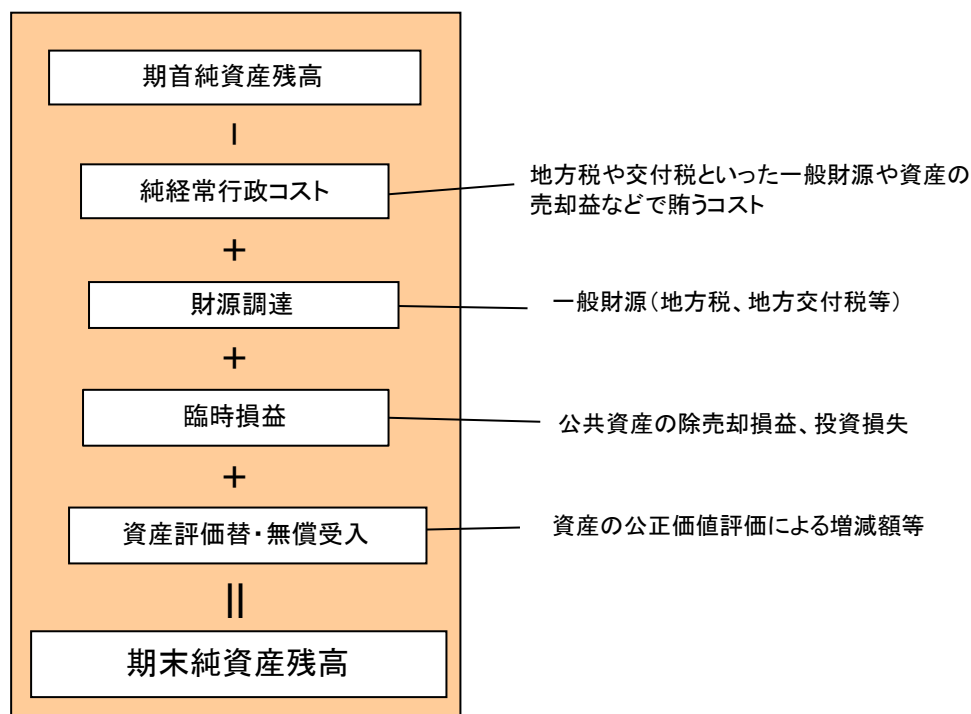 期首純資産残高
－
純経常行政コスト
地方税や交付税といった一般財源や資産の
売却益などで賄うコスト
＋
財源調達
一般財源（地方税、地方交付税等）
＋
臨時損益
公共資産の除売却損益、投資損失
＋
資産評価替・無償受入
資産の公正価値評価による増減額等
＝
期末純資産残高